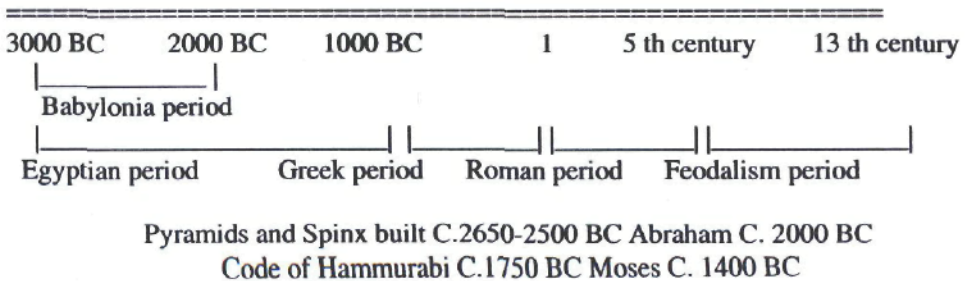 3000 BC 2000 BC 1000 BC 1 5 th century 13 th century
Babylonia period
Egyptian period Greek period Roman period Feodalism period
Pyramids and Spinx built C.2650-2500 BC Abraham C. 2000 BC
Code of Hammurabi C.1750 BC Moses C. 1400 BC